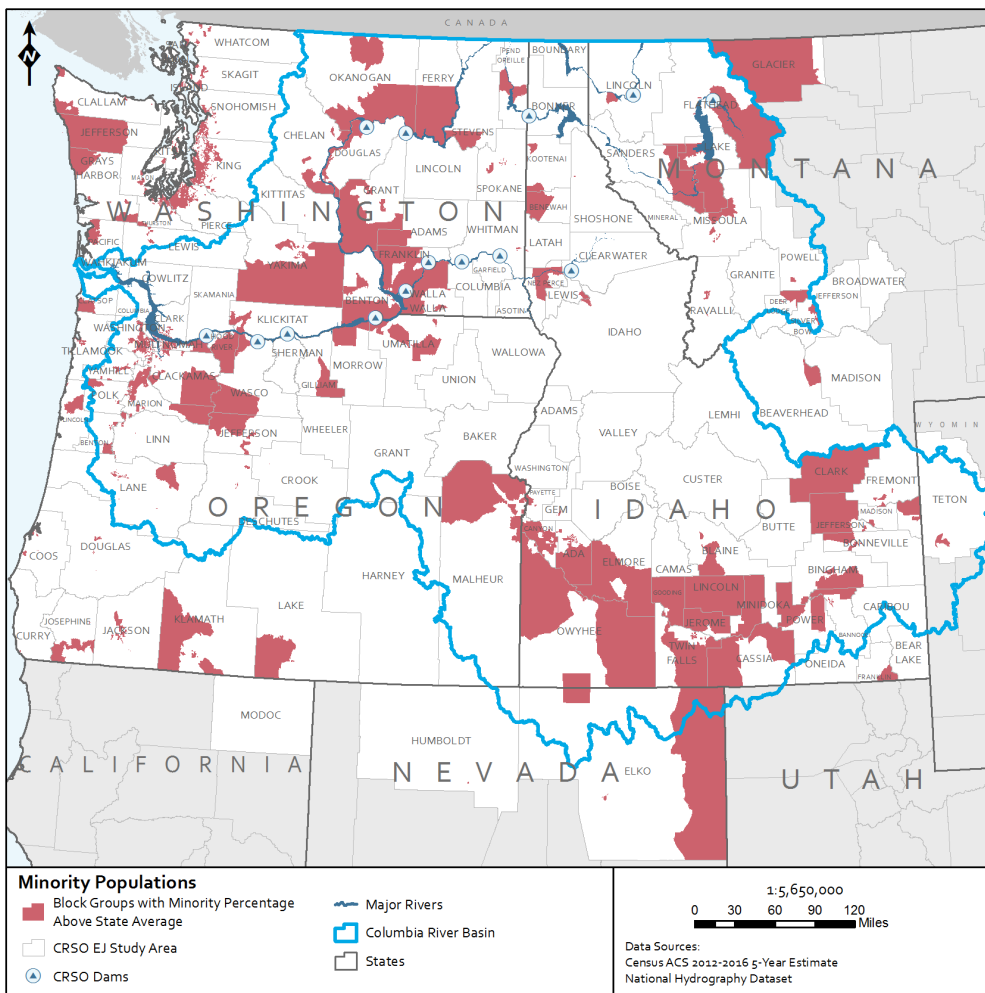 CANADA
N
WHATCOM
SKAGIT
ISLAND
SNOHOMISH
CLALLAM
JEFFERSON
GRAYS
HARBOR
MASON
KING
THURSTON
PIERCE
PACIFIC
LEWIS
COWLITZ
OKANOGAN
FERRY
PEND
OREILLE
STEVENS
CHELAN
DOUGLAS
LINCOLN
SPOKANE
KITTITAS
GRANT
WASHINGTON
ADAMS
WHITMAN
YAKIMA
FRANKLIN
GARFIELD
COLUMBIA
BENTON
WALLA
WALLA
ASOTIN
SKAMANIA
KLICKITAT
CLARK
BOUNDARY
BONNER
KOOTENAI
BENEWAH
SHOSHONE
LATAH
CLEARWATER
NEZ PERCE
LEWIS
IDAHO
LINCOLN
FLATHEAD
GLACIER
LAKE
SANDERS
MONTANA
MINERAL
MISSOULA
POWELL
GRANITE
BROADWATER
JEFFERSON
DEER
LODGE
SILVER
BOW
RAVALLI
MADISON
BEAVERHEAD
COLUMBIA
WASHINGTON
MULTNOMAH
HOOD
RIVER
SHERMAN
UMATILLA
MORROW
WALLOWA
UNION
TILLAMOOK
YAMHILL
CLACKAMAS
WASCO
GILLIAM
POLK
MARION
LINCOLN
BENTON
LINN
JEFFERSON
WHEELER
BAKER
GRANT
LANE
CROOK
OREGON
DESCHUTES
COOS
DOUGLAS
HARNEY
MALHEUR
LAKE
CURRY
JOSEPHINE
JACKSON
KLAMATH
ADAMS
VALLEY
LEMHI
WASHINGTON
PAYETTE
GEM
BOISE
CUSTER
IDAHO
CANYON
ADA
ELMORE
CAMAS
BLAINE
BUTTE
CLARK
FREMONT
MADISON
JEFFERSON
BONNEVILLE
TETON
WYOMING
BINGHAM
GOODING
LINCOLN
MINIDOKA
JEROME
POWER
CARIBOU
BANNOCK
OWYHEE
TWIN
FALLS
CASSIA
ONEIDA
BEAR
LAKE
FRANKLIN
MODOC
HUMBOLDT
ELKO
CALIFORNIA
NEVADA
UTAH
Minority Populations
Block Groups with Minority Percentage
Above State Average
CRSO EJ Study Area
CRSO Dams
Major Rivers
Columbia River Basin
States
1:5,650,000
0 30 60 90 120
Miles
Data Sources:
Census ACS 2012-2016 5-Year Estimate
National Hydrography Dataset